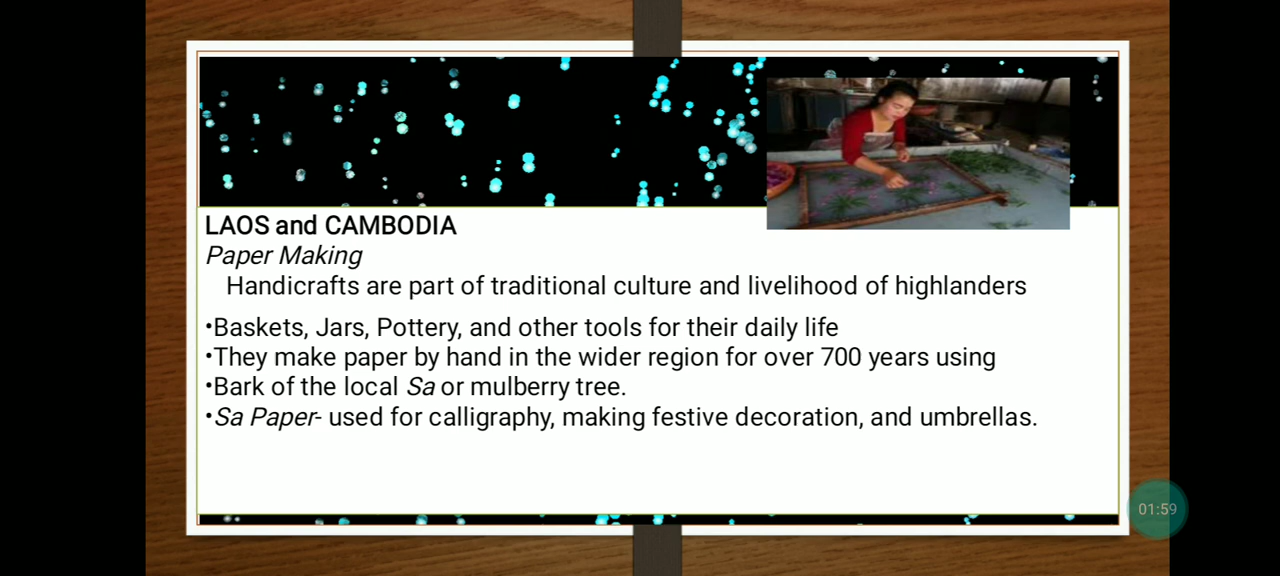 LAOS and CAMBODIA
Paper Making
Handicrafts are part of traditional culture and livelihood of highlanders
•Baskets, Jars, Pottery, and other tools for their daily life
•They make paper by hand in the wider region for over 700 years using
•Bark of the local Sa or mulberry tree.
•Sa Paper- used for calligraphy, making festive decoration, and umbrellas.
01:59